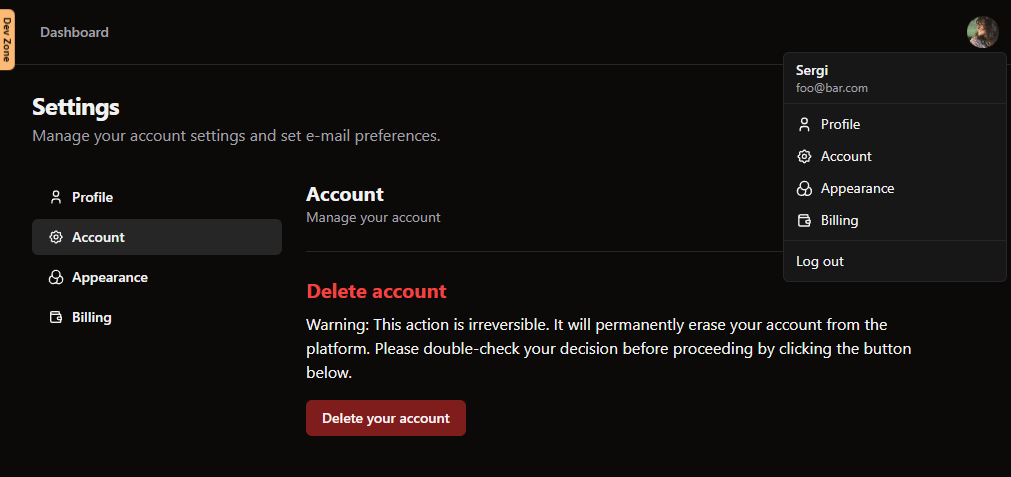 Dev Zone
Dashboard
Sergi
foo@bar.com
Profile
Account
Appearance
Billing
Log out
Settings
Manage your account settings and set e-mail preferences.
Profile
Account
Appearance
Billing
Account
Manage your account
Delete account
Warning: This action is irreversible. It will permanently erase your account from the
platform. Please double-check your decision before proceeding by clicking the button
below.
Delete your account